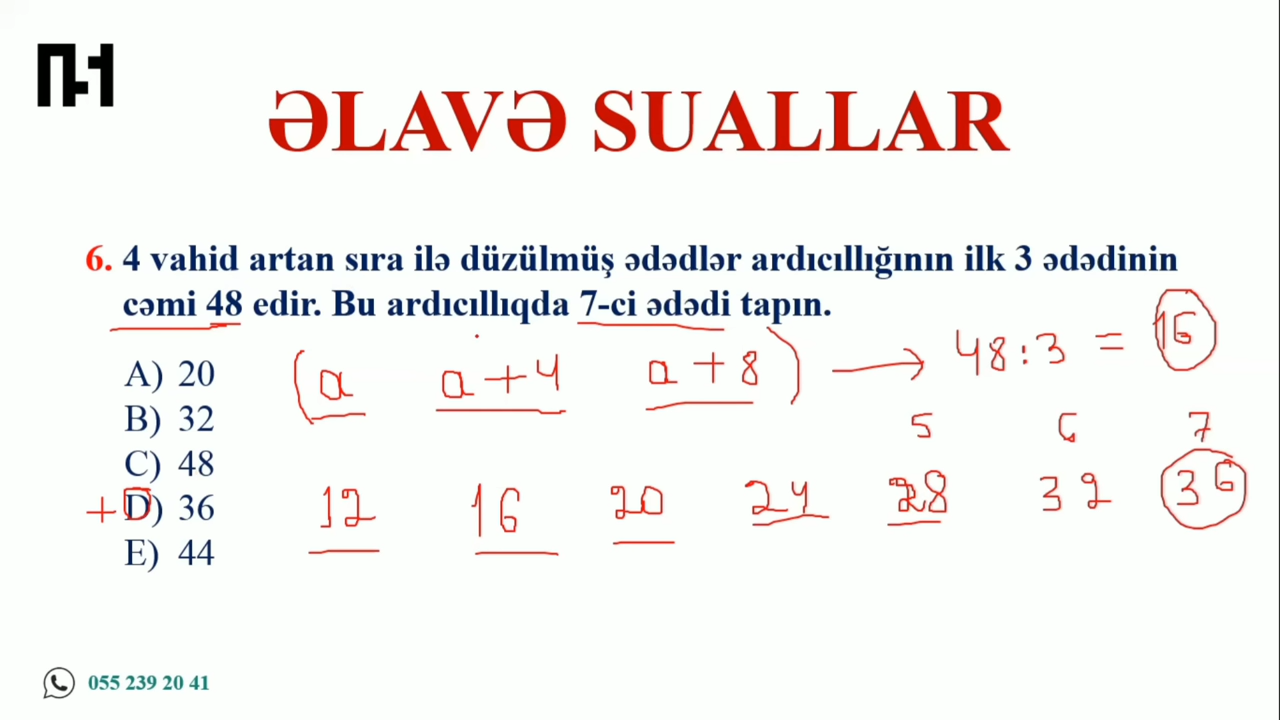 ƏLAVƏ SUALLAR
6. 4 vahid artan sıra ilə düzülmüş ədədlər ardıcıllığının ilk 3 ədədinin
cəmi 48 edir. Bu ardıcıllıqda 7-ci ədədi tapın.
A) 20
B) 32
C) 48
+D) 36
E) 44
(a a+4 a+8) → 48:3 = 16
5 6 7
12 16 20 24 28 32 36
055 239 20 41